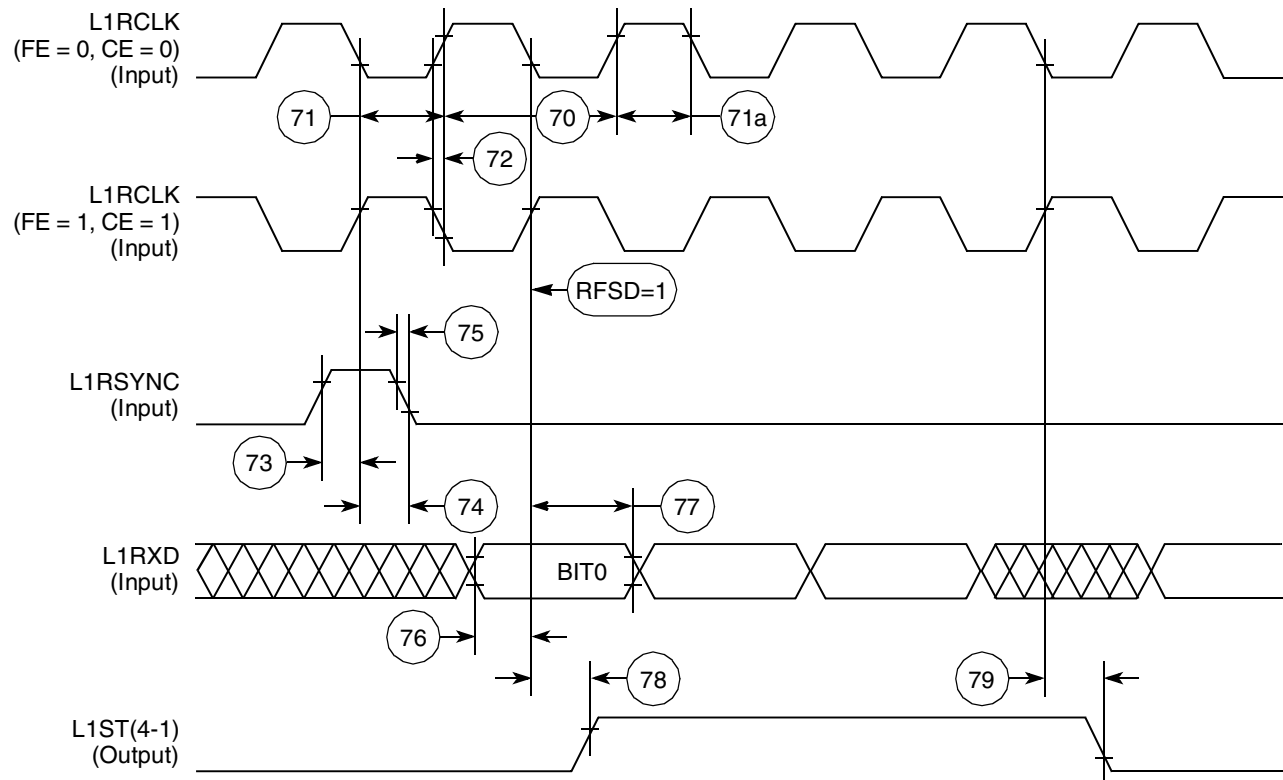 L1RCLK
(FE = 0, CE = 0)
(Input)
71
70
71a
72
L1RCLK
(FE = 1, CE = 1)
(Input)
RFSD=1
75
L1RSYNC
(Input)
73
74
77
L1RXD
(Input)
BIT0
76
78
79
L1ST(4-1)
(Output)